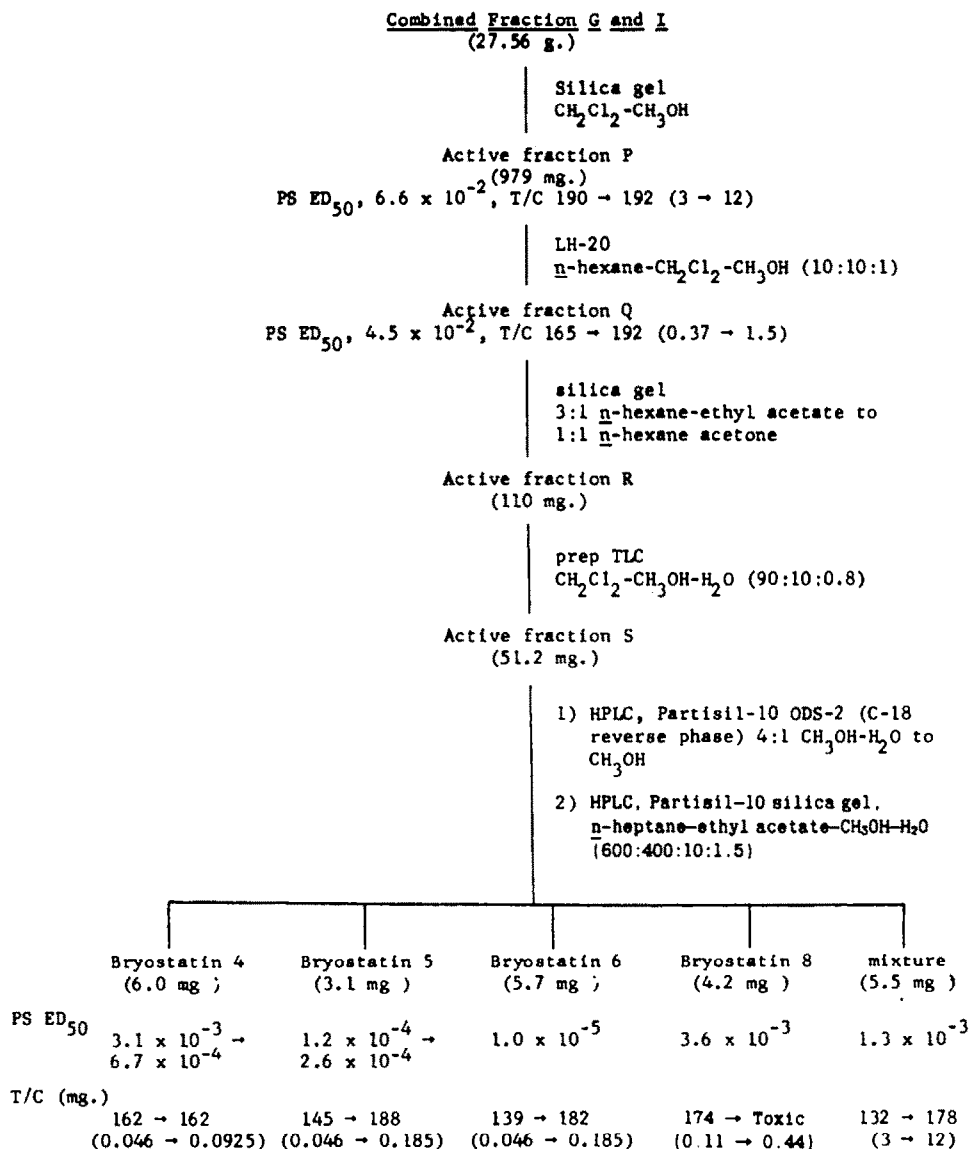 Combined Fraction G and I
(27.56 g.)
Silica gel
CH2Cl2-CH3OH
Active fraction P
(979 mg.)
PS ED50, 6.6 x 10-2, T/C 190 → 192 (3 → 12)
LH-20
n-hexane-CH2Cl2-CH3OH (10:10:1)
Active fraction Q
PS ED50, 4.5 x 10-2, T/C 165 → 192 (0.37 → 1.5)
silica gel
3:1 n-hexane-ethyl acetate to
1:1 n-hexane acetone
Active fraction R
(110 mg.)
prep TLC
CH2Cl2-CH3OH-H2O (90:10:0.8)
Active fraction S
(51.2 mg.)
1) HPLC, Partisil-10 ODS-2 (C-18
reverse phase) 4:1 CH3OH-H2O to
CH3OH
2) HPLC, Partisil-10 silica gel,
n-heptane-ethyl acetate-CH3OH-H2O
(600:400:10:1.5)
Bryostatin 4 Bryostatin 5 Bryostatin 6 Bryostatin 8 mixture
(6.0 mg ; (3.1 mg ) (5.7 mg ; (4.2 mg ) (5.5 mg )
PS ED50
3.1 x 10-3 → 1.2 x 10-4 → 1.0 x 10-5 3.6 x 10-3 1.3 x 10-3
6.7 x 10-4 2.6 x 10-4
T/C (mg.)
162 → 162 145 → 188 139 → 182 174 → Toxic 132 → 178
(0.046 → 0.0925) (0.046 → 0.185) (0.046 → 0.185) (0.11 → 0.44) (3 → 12)